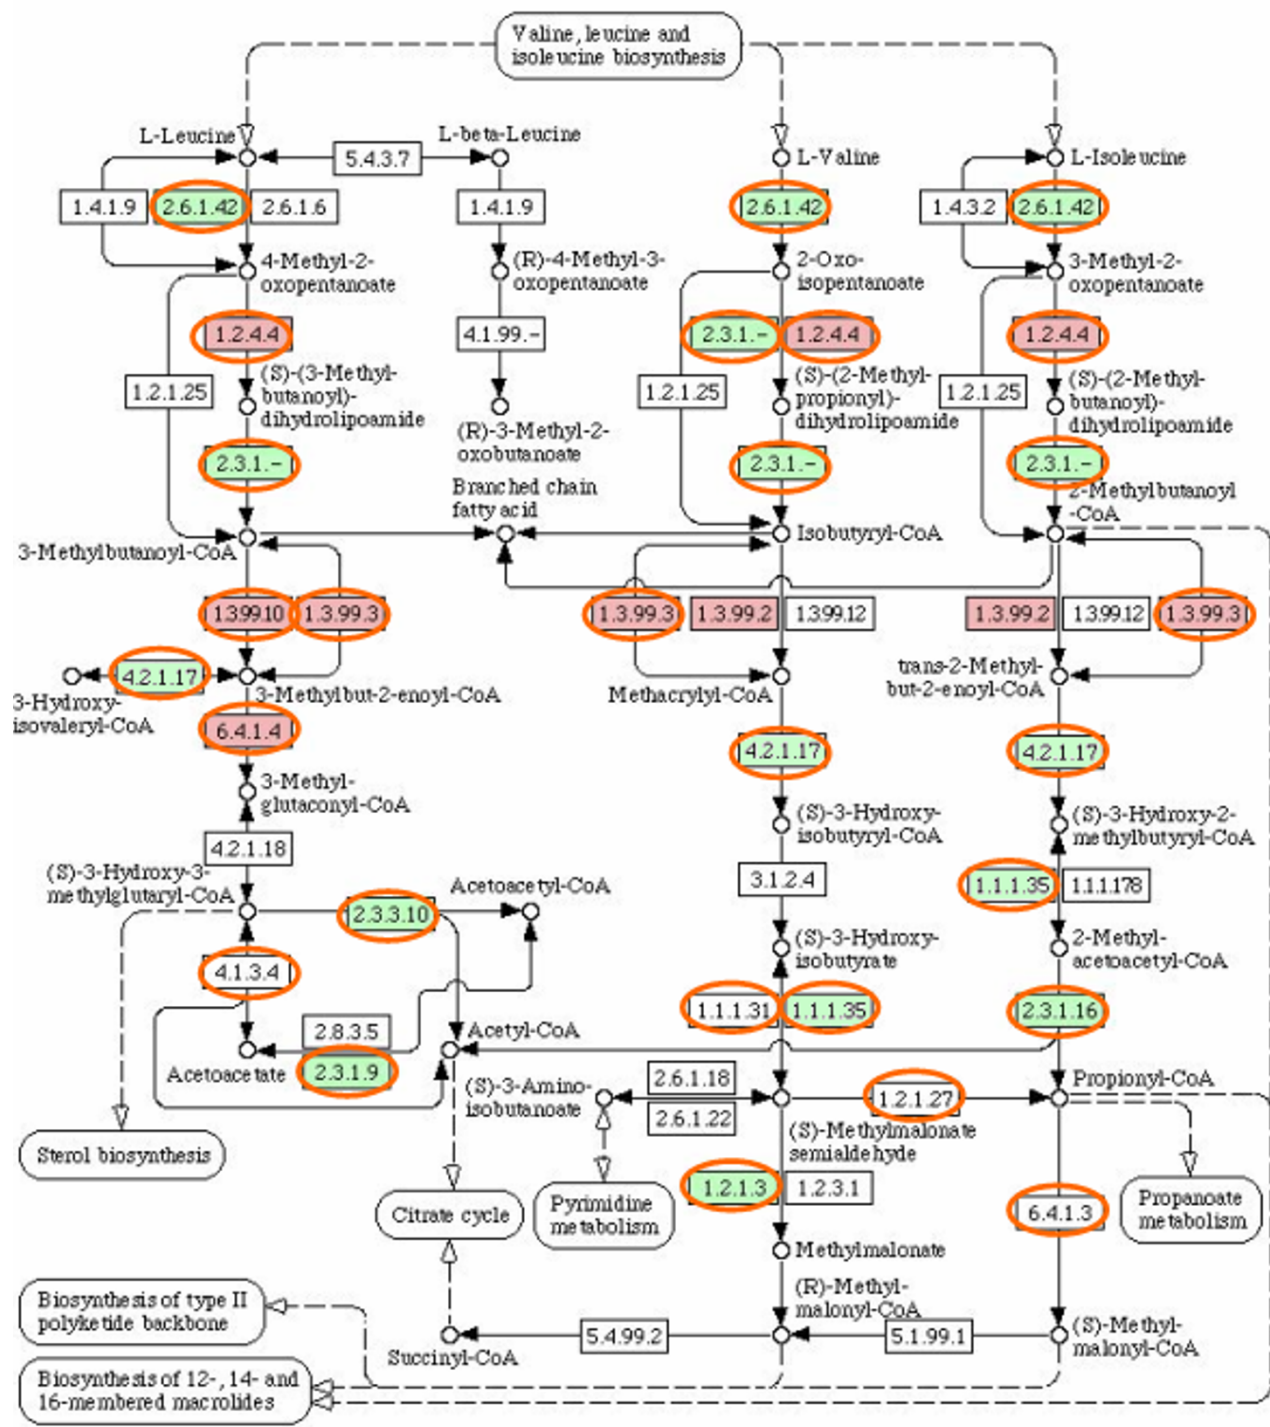 Valine, leucine and
isoleucine biosynthesis
L-Leucine
L-beta-Leucine
L-Valine
L-Isoleucine
5.4.3.7
1.4.1.9
2.6.1.42
2.6.1.6
1.4.1.9
2.6.1.42
1.4.3.2
2.6.1.42
4-Methyl-2-
oxopentanoate
(R)-4-Methyl-3-
oxopentanoate
2-Oxo-
isopentanoate
3-Methyl-2-
oxopentanoate
1.2.4.4
4.1.99.-
2.3.1.-
1.2.4.4
1.2.4.4
1.2.1.25
(S)-(3-Methyl-
butanoyl)-
dihydrolipoamide
1.2.1.25
(S)-(2-Methyl-
propionyl)-
dihydrolipoamide
1.2.1.25
(S)-(2-Methyl-
butanoyl)-
dihydrolipoamide
(R)-3-Methyl-2-
oxobutanoate
2.3.1.-
2.3.1.-
2.3.1.-
Branched chain
fatty acid
2-Methylbutanoyl
-CoA
3-Methylbutanoyl-CoA
Isobutyryl-CoA
1.3.99.10
1.3.99.3
1.3.99.3
1.3.99.2
1.3.99.12
1.3.99.2
1.3.99.12
1.3.99.3
4.2.1.17
3-Hydroxy-
isovaleryl-CoA
3-Methylbut-2-enoyl-CoA
Methacrylyl-CoA
trans-2-Methyl-
but-2-enoyl-CoA
6.4.1.4
4.2.1.17
4.2.1.17
3-Methyl-
glutaconyl-CoA
(S)-3-Hydroxy-
isobutyryl-CoA
(S)-3-Hydroxy-2-
methylbutyryl-CoA
4.2.1.18
3.1.2.4
1.1.1.35
1.1.1.178
(S)-3-Hydroxy-3-
methylglutaryl-CoA
Acetoacetyl-CoA
2.3.3.10
(S)-3-Hydroxy-
isobutyrate
2-Methyl-
acetoacetyl-CoA
4.1.3.4
1.1.1.31
1.1.1.35
2.3.1.16
2.8.3.5
Acetyl-CoA
Acetoacetate
2.3.1.9
(S)-3-Amino-
isobutanoate
2.6.1.18
2.6.1.22
1.2.1.27
Propionyl-CoA
(S)-Methylmalonate
semialdehyde
Sterol biosynthesis
1.2.1.3
1.2.3.1
Citrate cycle
Pyrimidine
metabolism
6.4.1.3
Propanoate
metabolism
Methylmalonate
Biosynthesis of type II
polyketide backbone
(R)-Methyl-
malonyl-CoA
Succinyl-CoA
5.4.99.2
5.1.99.1
(S)-Methyl-
malonyl-CoA
Biosynthesis of 12-, 14- and
16-membered macrolides